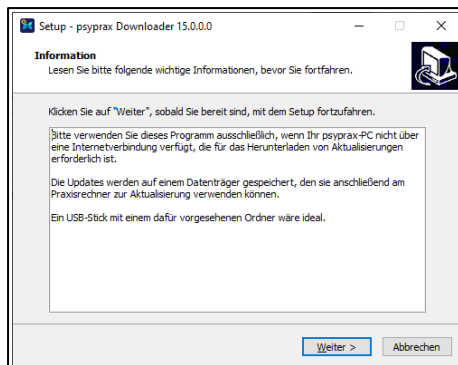 Setup - psyprax Downloader 15.0.0.0
Information
Lesen Sie bitte folgende wichtige Informationen, bevor Sie fortfahren.
Klicken Sie auf "Weiter", sobald Sie bereit sind, mit dem Setup fortzufahren.
Bitte verwenden Sie dieses Programm ausschließlich, wenn Ihr psyprax-PC nicht über
eine Internetverbindung verfügt, die für das Herunterladen von Aktualisierungen
erforderlich ist.
Die Updates werden auf einem Datenträger gespeichert, den sie anschließend am
Praxisrechner zur Aktualisierung verwenden können.
Ein USB-Stick mit einem dafür vorgesehenen Ordner wäre ideal.
Weiter >
Abbrechen